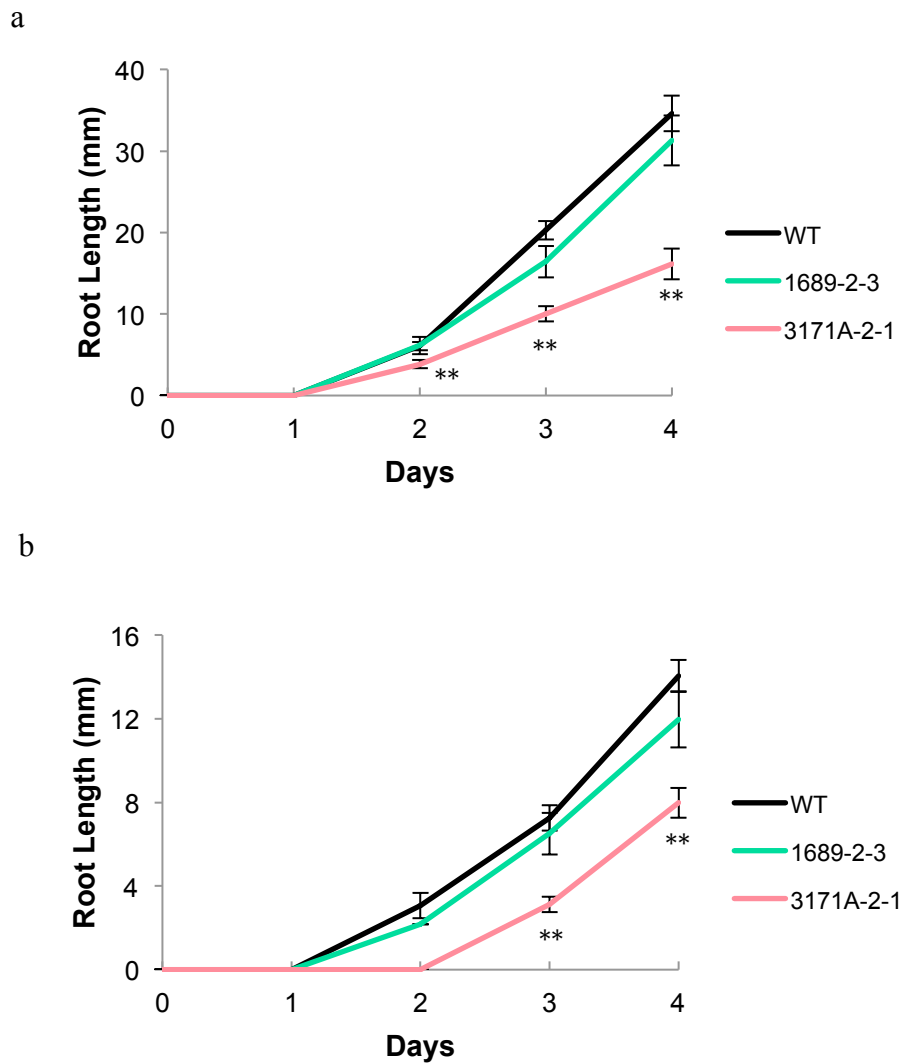 a
40
30
20
10
0
Root Length (mm)
**
**
**
0 1 2 3 4
Days
WT
1689-2-3
3171A-2-1
b
16
12
8
4
0
Root Length (mm)
**
**
0 1 2 3 4
Days
WT
1689-2-3
3171A-2-1